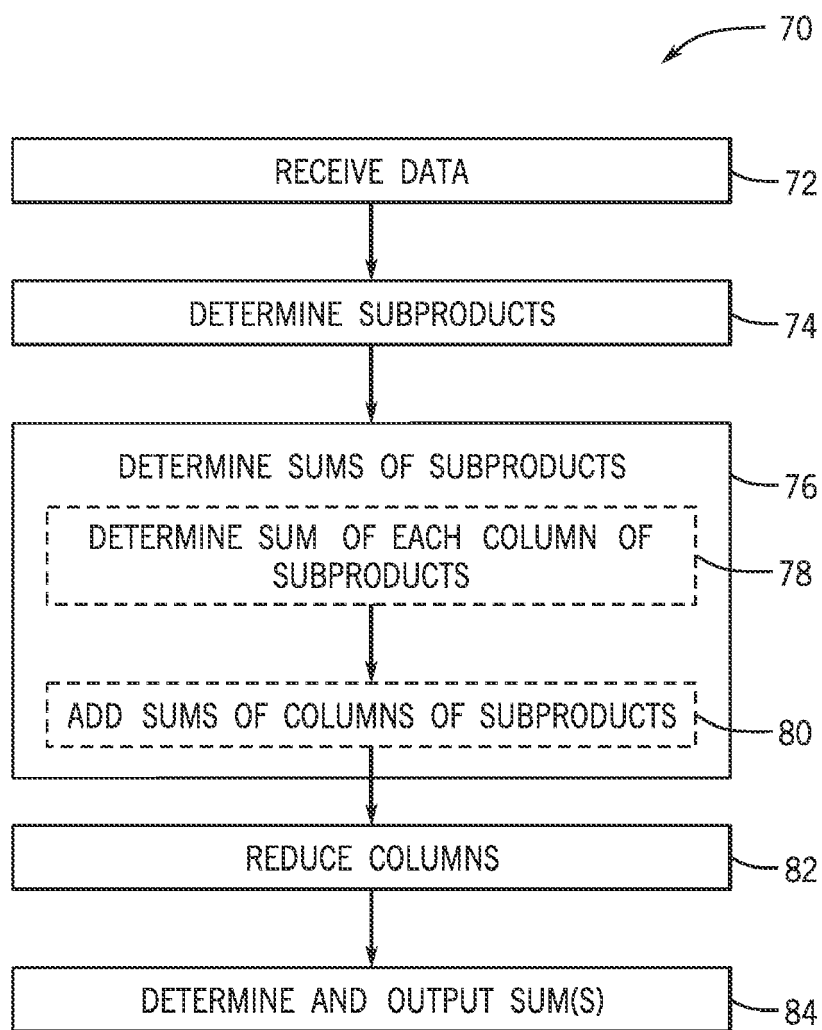 70
RECEIVE DATA
72
DETERMINE SUBPRODUCTS
74
DETERMINE SUMS OF SUBPRODUCTS
76
DETERMINE SUM OF EACH COLUMN OF
SUBPRODUCTS
78
ADD SUMS OF COLUMNS OF SUBPRODUCTS
80
REDUCE COLUMNS
82
DETERMINE AND OUTPUT SUM(S)
84